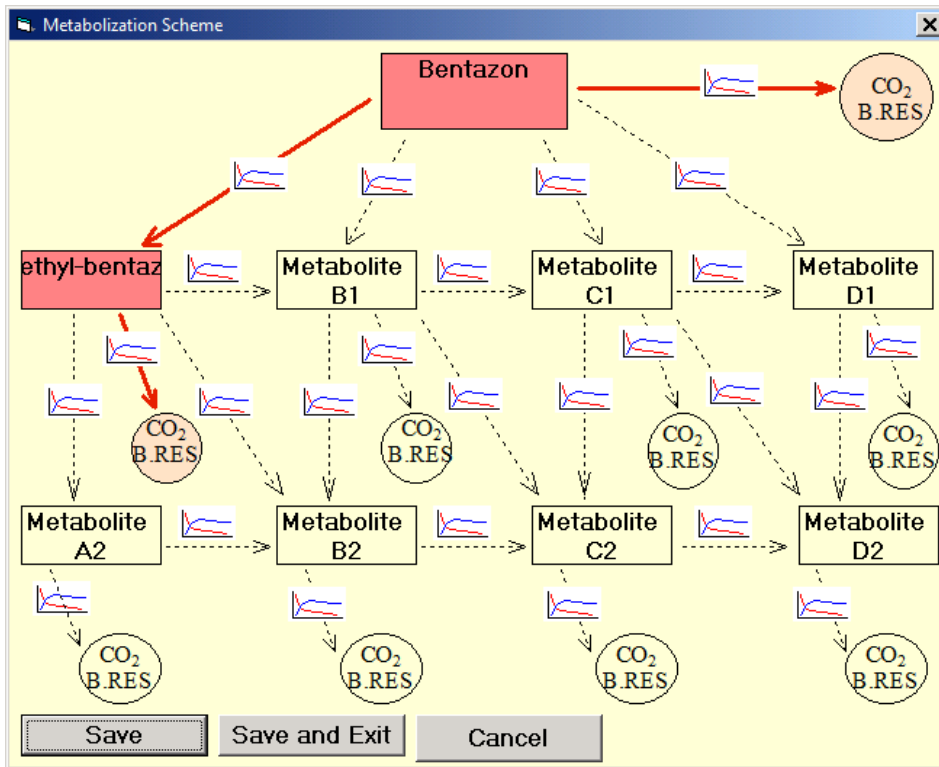 Metabolization Scheme
Bentazon
CO2
B.RES
ethyl-bentaz
Metabolite
B1
Metabolite
C1
Metabolite
D1
CO2
B.RES
CO2
B.RES
CO2
B.RES
CO2
B.RES
Metabolite
A2
Metabolite
B2
Metabolite
C2
Metabolite
D2
CO2
B.RES
CO2
B.RES
CO2
B.RES
CO2
B.RES
Save
Save and Exit
Cancel